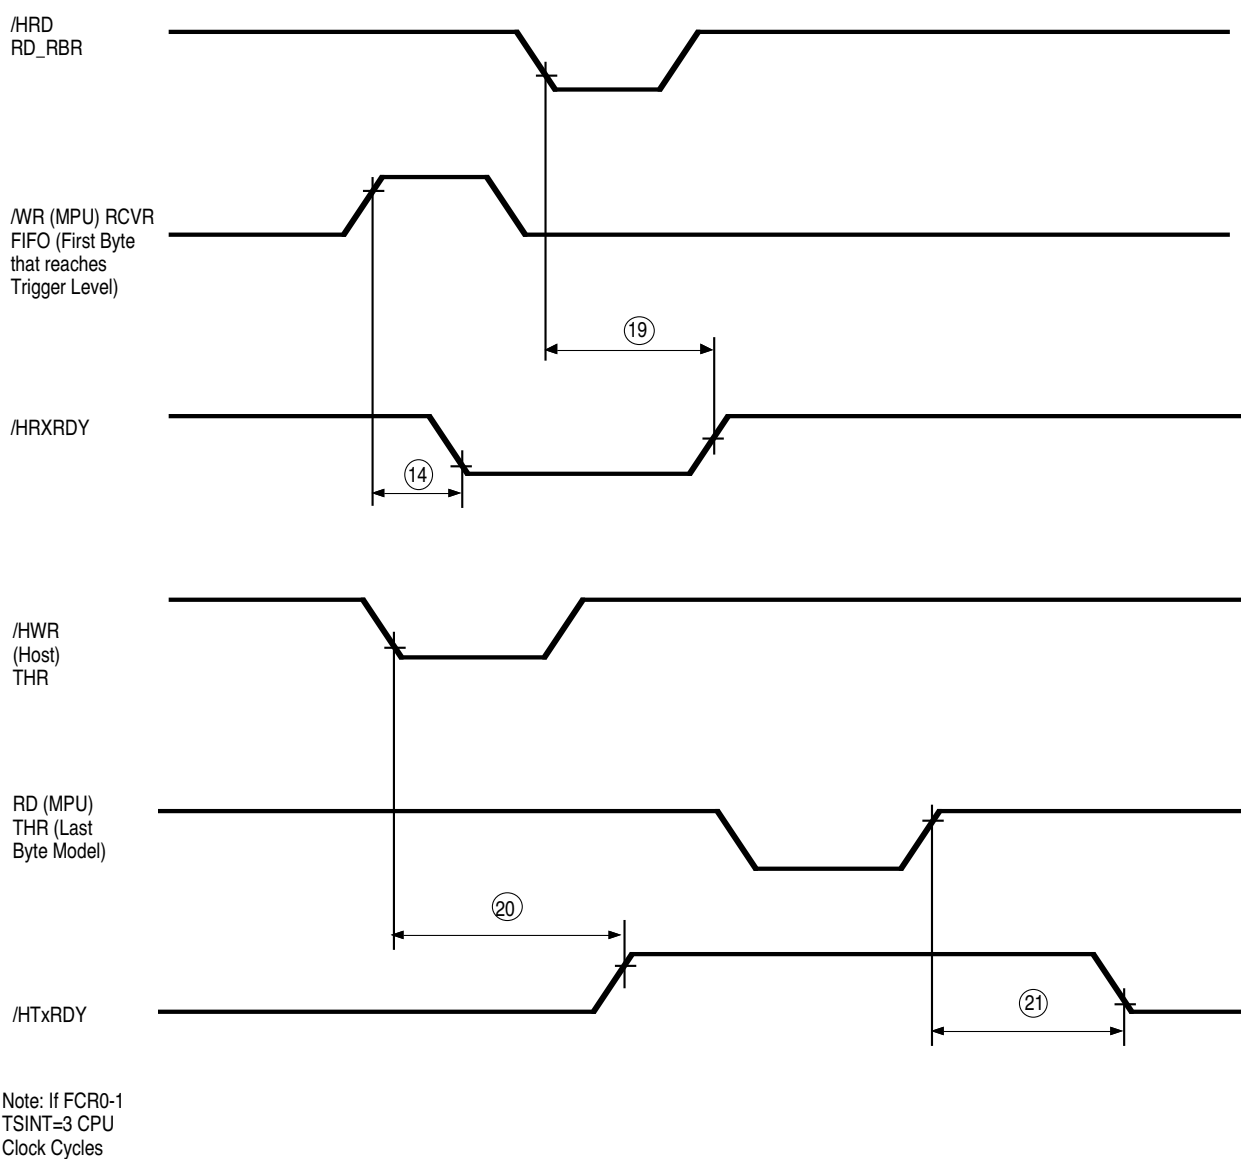 /HRD
RD_RBR
/WR (MPU) RCVR
FIFO (First Byte
that reaches
Trigger Level)
19
/HRXRDY
14
/HWR
(Host)
THR
RD (MPU)
THR (Last
Byte Model)
20
/HTxRDY
21
Note: If FCR0-1
TSINT=3 CPU
Clock Cycles